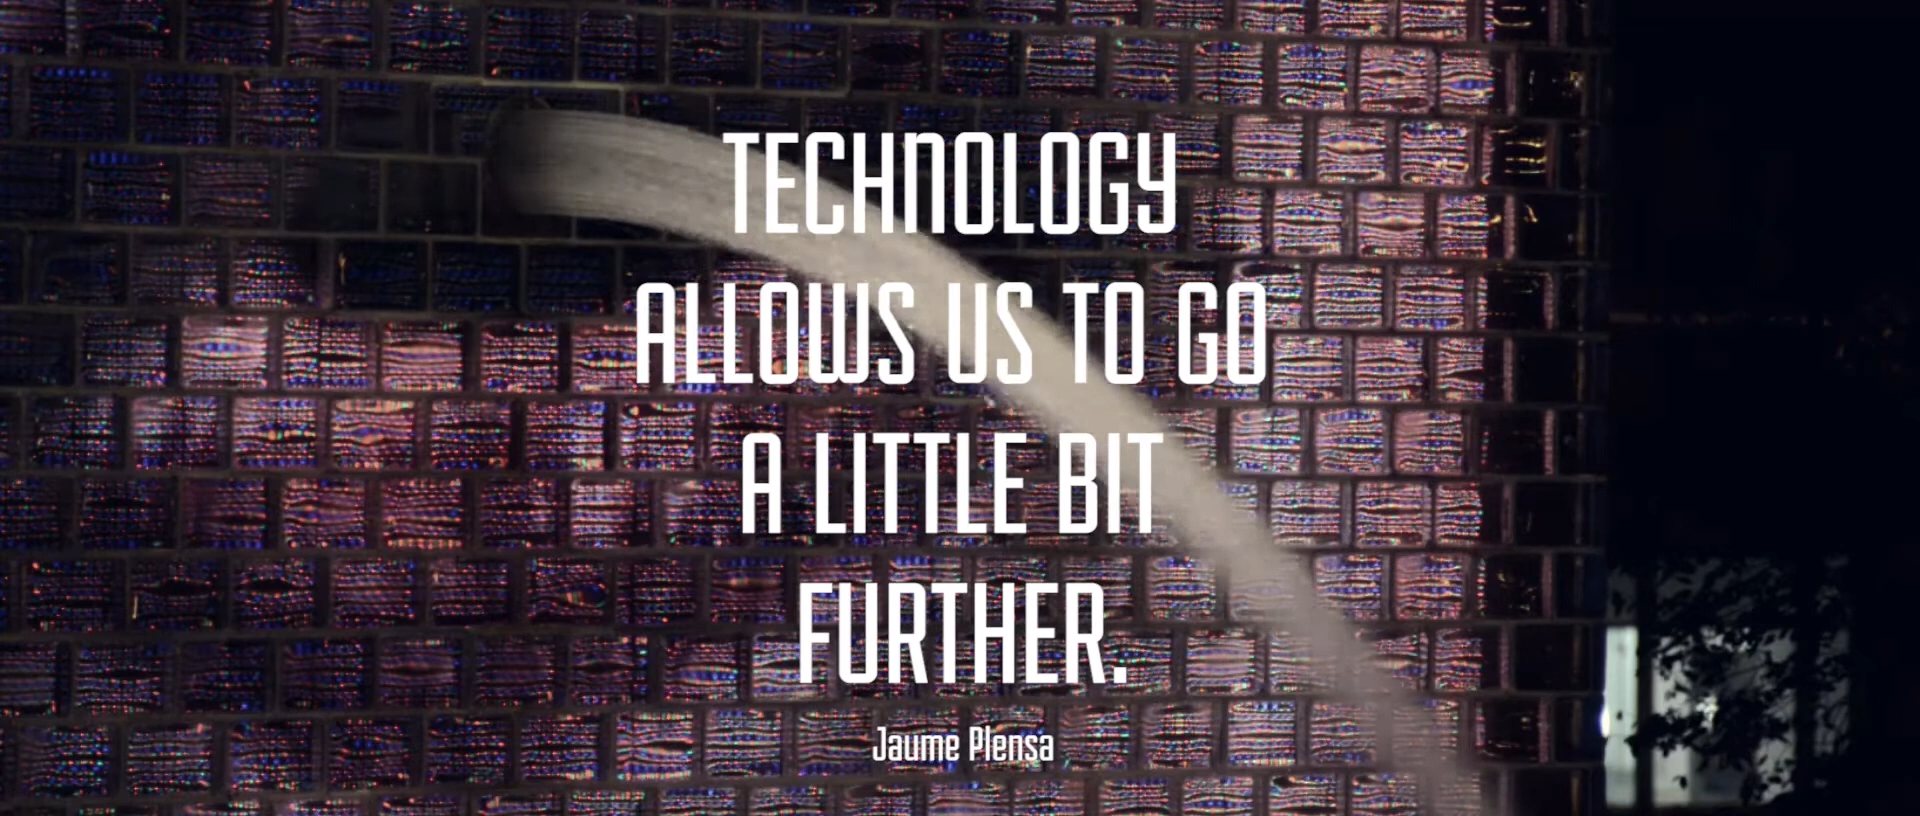 TECHNOLOGY
ALLOWS US TO GO
A LITTLE BIT
FURTHER.
Jaume Plensa